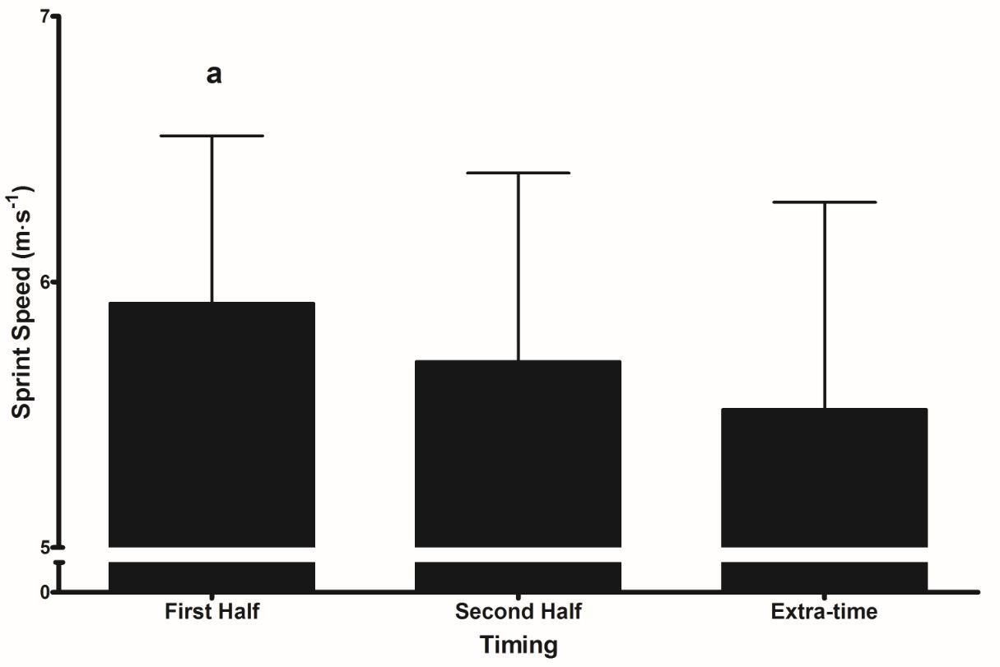 7
a
6
5
0
Sprint Speed (m·s⁻¹)
First Half
Second Half
Extra-time
Timing